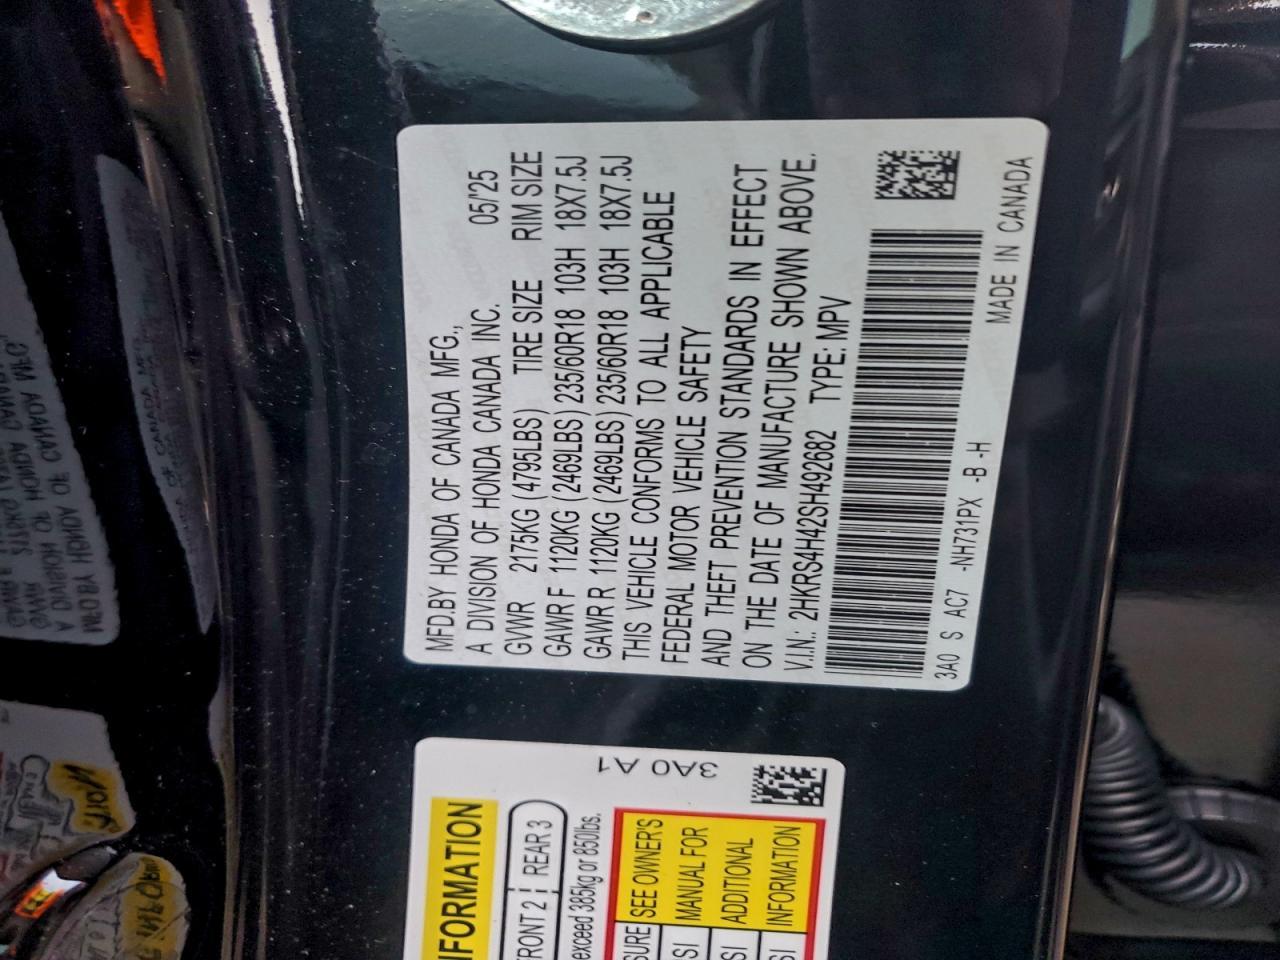 MFD.BY HONDA OF CANADA MFG.,
A DIVISION OF HONDA CANADA INC. 05/'25
GVWR 2175KG (4795LBS) TIRE SIZE RIM SIZE
GAWR F 1120KG (2469LBS) 235/60R18 103H 18X7.5J
GAWR R 1120KG (2469LBS) 235/60R18 103H 18X7.5J
THIS VEHICLE CONFORMS TO ALL APPLICABLE
FEDERAL MOTOR VEHICLE SAFETY
AND THEFT PREVENTION STANDARDS IN EFFECT
ON THE DATE OF MANUFACTURE SHOWN ABOVE.
V.I.N.: 2HKRS4H42SH492682 TYPE: MPV
3A0 S AC7 -NH731PX -B -H
MADE IN CANADA
3A0 A1
FORMATION
FRONT 2 REAR 3
exceed 385kg or 850lbs.
SURE SEE OWNER'S
SI MANUAL FOR
SI ADDITIONAL
SI INFORMATION